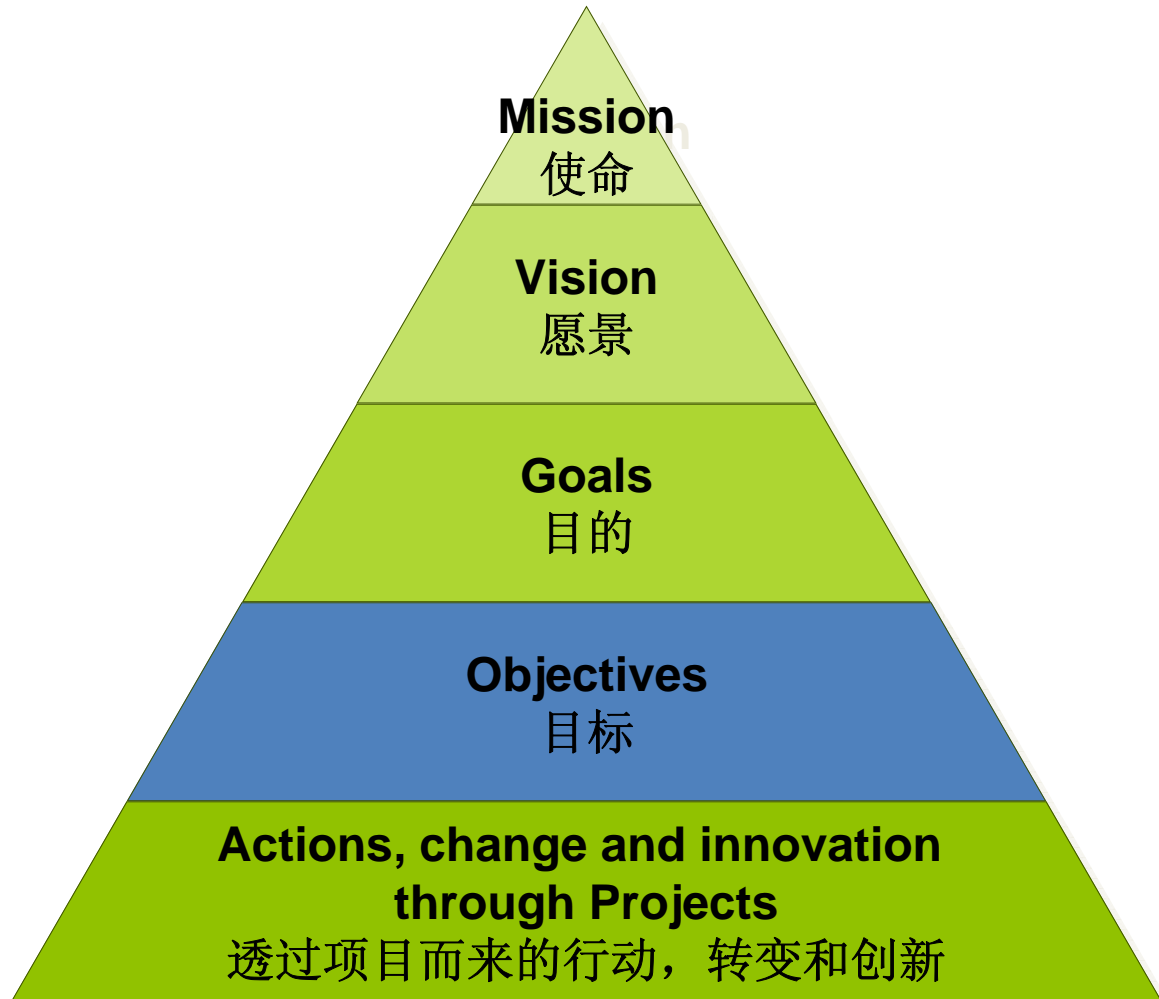 Mission
使命
Vision
愿景
Goals
目的
Objectives
目标
Actions, change and innovation
through Projects
透过项目而来的行动，转变和创新